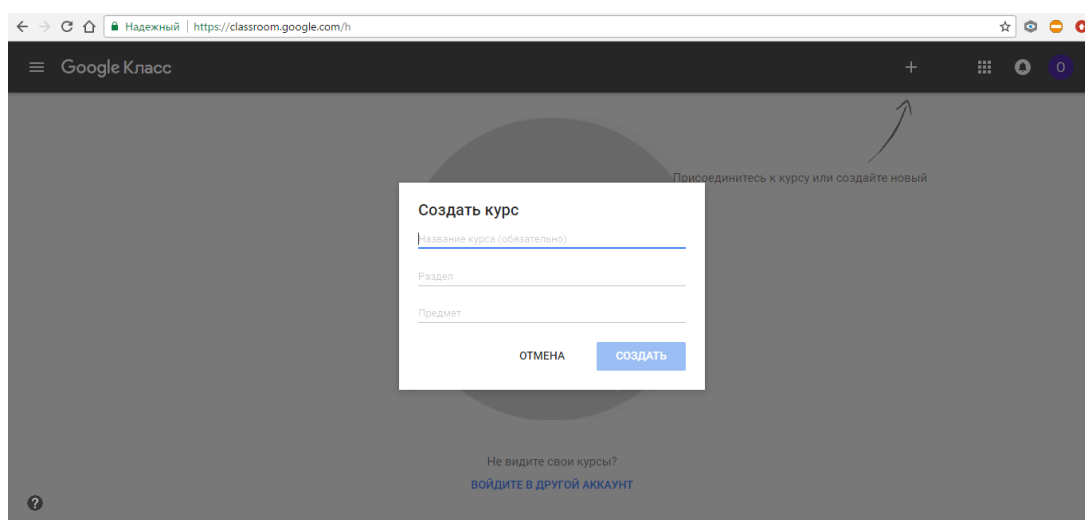 Надежный | https://classroom.google.com/h
Google Класс
O
Присоединитесь к курсу или создайте новый
Создать курс
Название курса (обязательно)
Раздел
Предмет
ОТМЕНА СОЗДАТЬ
Не видите свои курсы?
ВОЙДИТЕ В ДРУГОЙ АККАУНТ